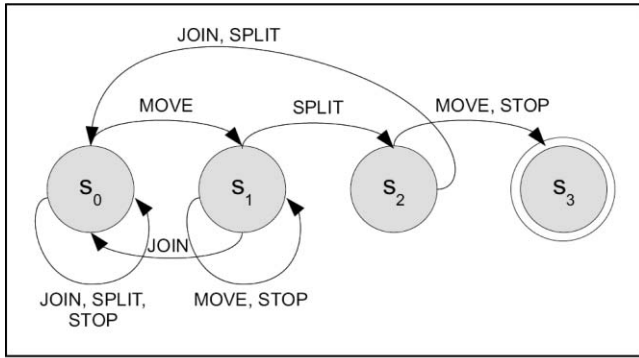 JOIN, SPLIT
MOVE
SPLIT
MOVE, STOP
S0
S1
S2
S3
JOIN
JOIN, SPLIT,
STOP
MOVE, STOP